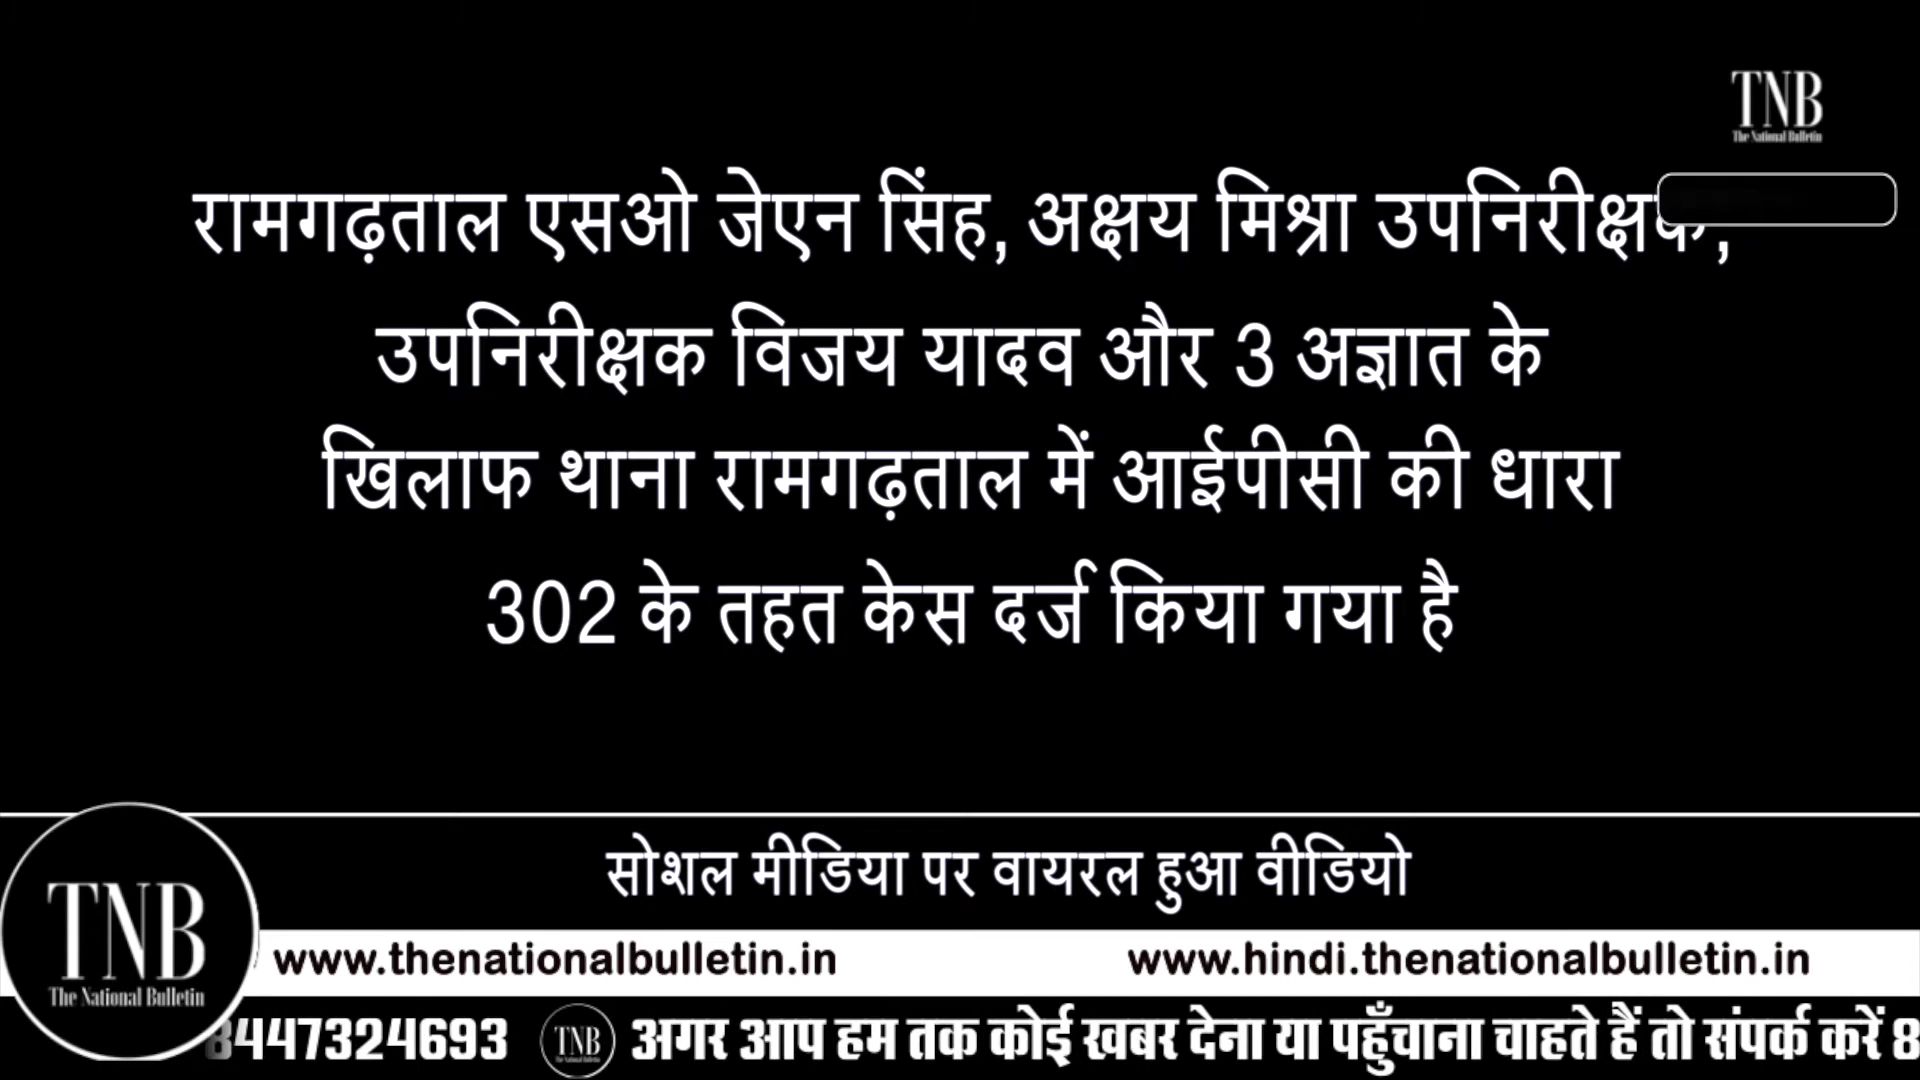 TNB
The National Bulletin
रामगढ़ताल एसओ जेएन सिंह, अक्षय मिश्रा उपनिरीक्षक,
उपनिरीक्षक विजय यादव और 3 अज्ञात के
खिलाफ थाना रामगढ़ताल में आईपीसी की धारा
302 के तहत केस दर्ज किया गया है
सोशल मीडिया पर वायरल हुआ वीडियो
TNB
The National Bulletin
www.thenationalbulletin.in www.hindi.thenationalbulletin.in
8447324693 TNB अगर आप हम तक कोई खबर देना या पहुँचाना चाहते हैं तो संपर्क करें 8